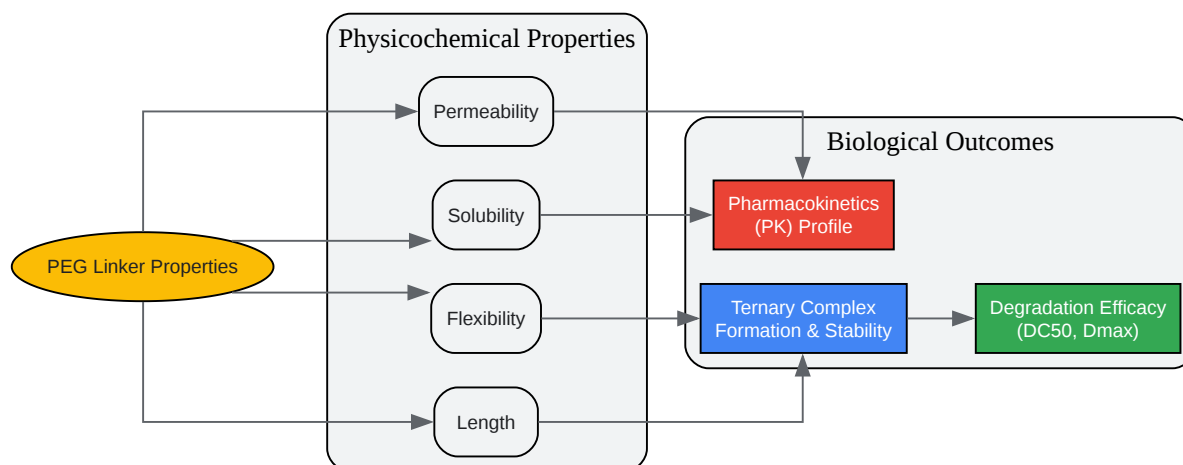 Physicochemical Properties
Permeability
Biological Outcomes
Pharmacokinetics
(PK) Profile
Solubility
PEG Linker Properties
Flexibility
Ternary Complex
Formation & Stability
Degradation Efficacy
(DC50, Dmax)
Length